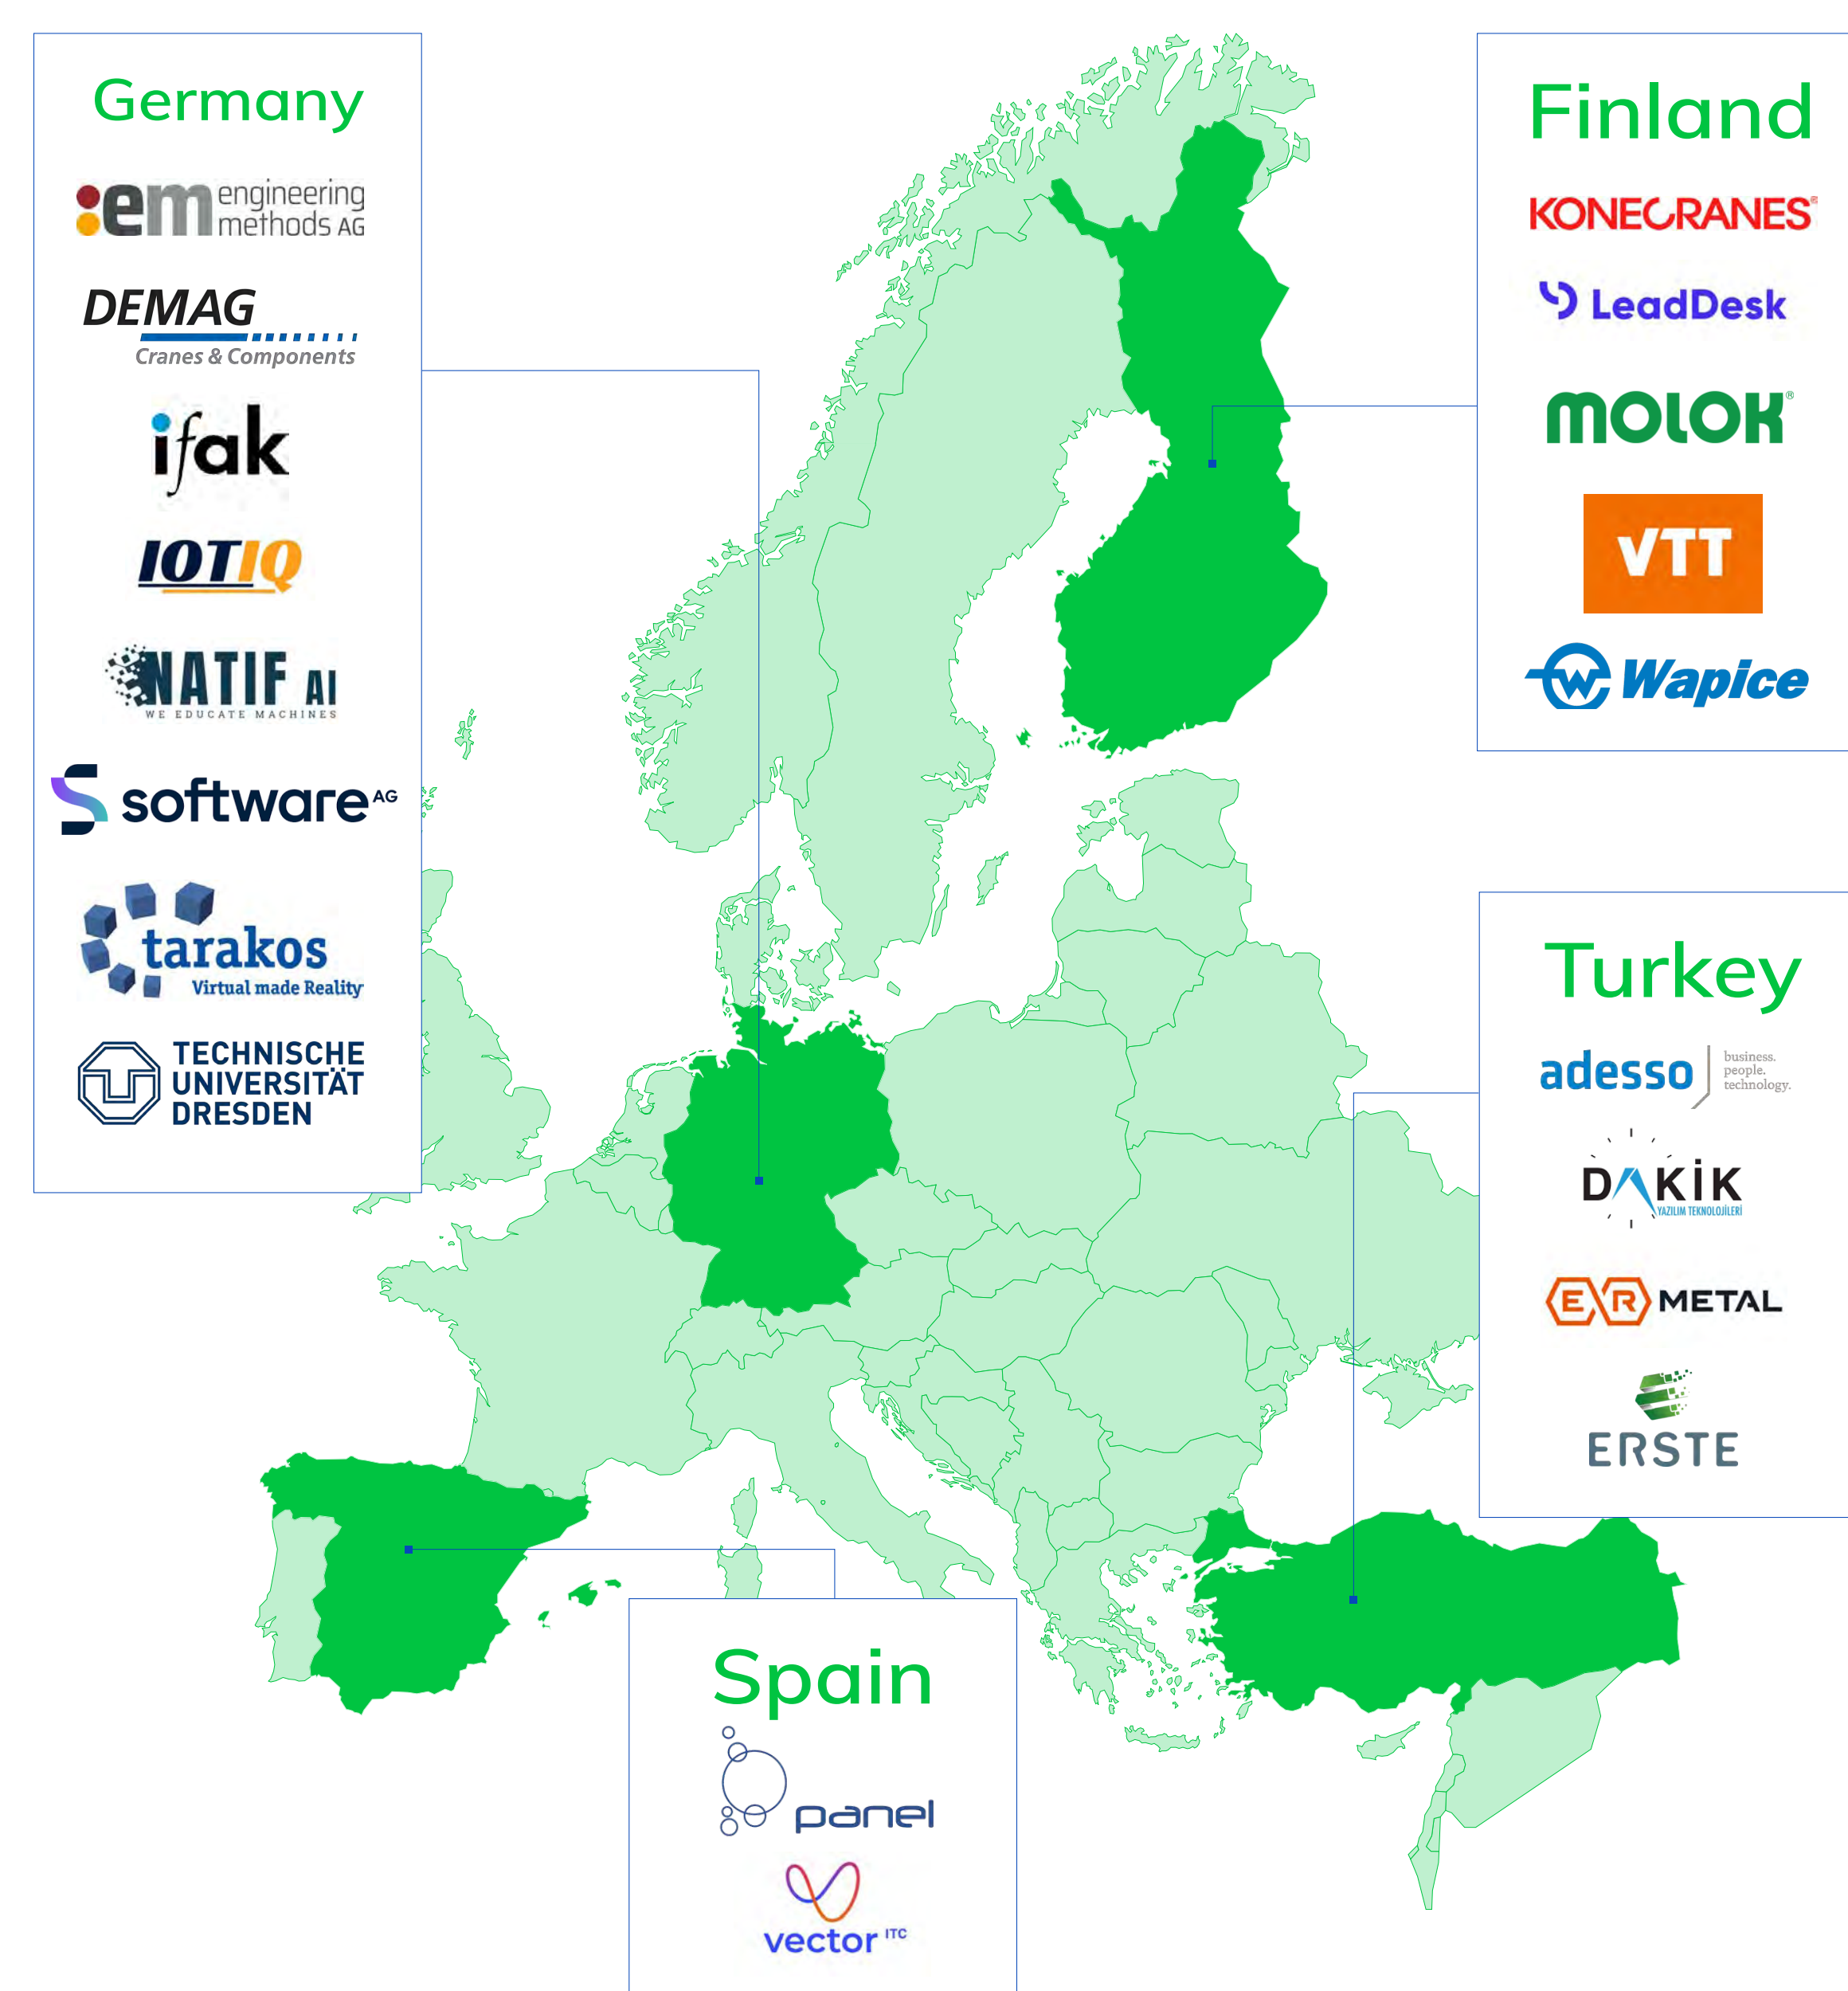 Germany
:em engineering
methods AG
DEMAG
Cranes & Components
ifak
IOTIQ
NATIF AI
WE EDUCATE MACHINES
software AG
tarakos
Virtual made Reality
TECHNISCHE
UNIVERSITÄT
DRESDEN
Finland
KONECRANES®
LeadDesk
MOLOK®
VTT
W Wapice
Turkey
adesso
business.
people.
technology.
DAKİK
YAZILIM TEKNOLOJİLERİ
EXR METAL
ERSTE
Spain
panel
vector ITC